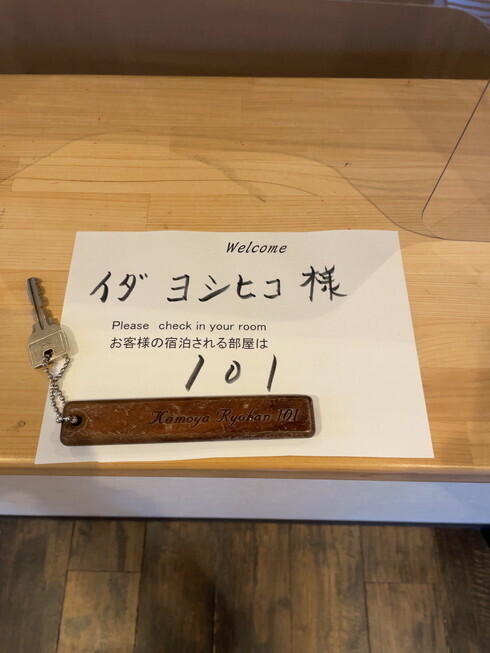 Welcome
イダ ヨシヒコ 様
Please check in your room
お客様の宿泊される部屋は
101
Kamoya Ryokan 101